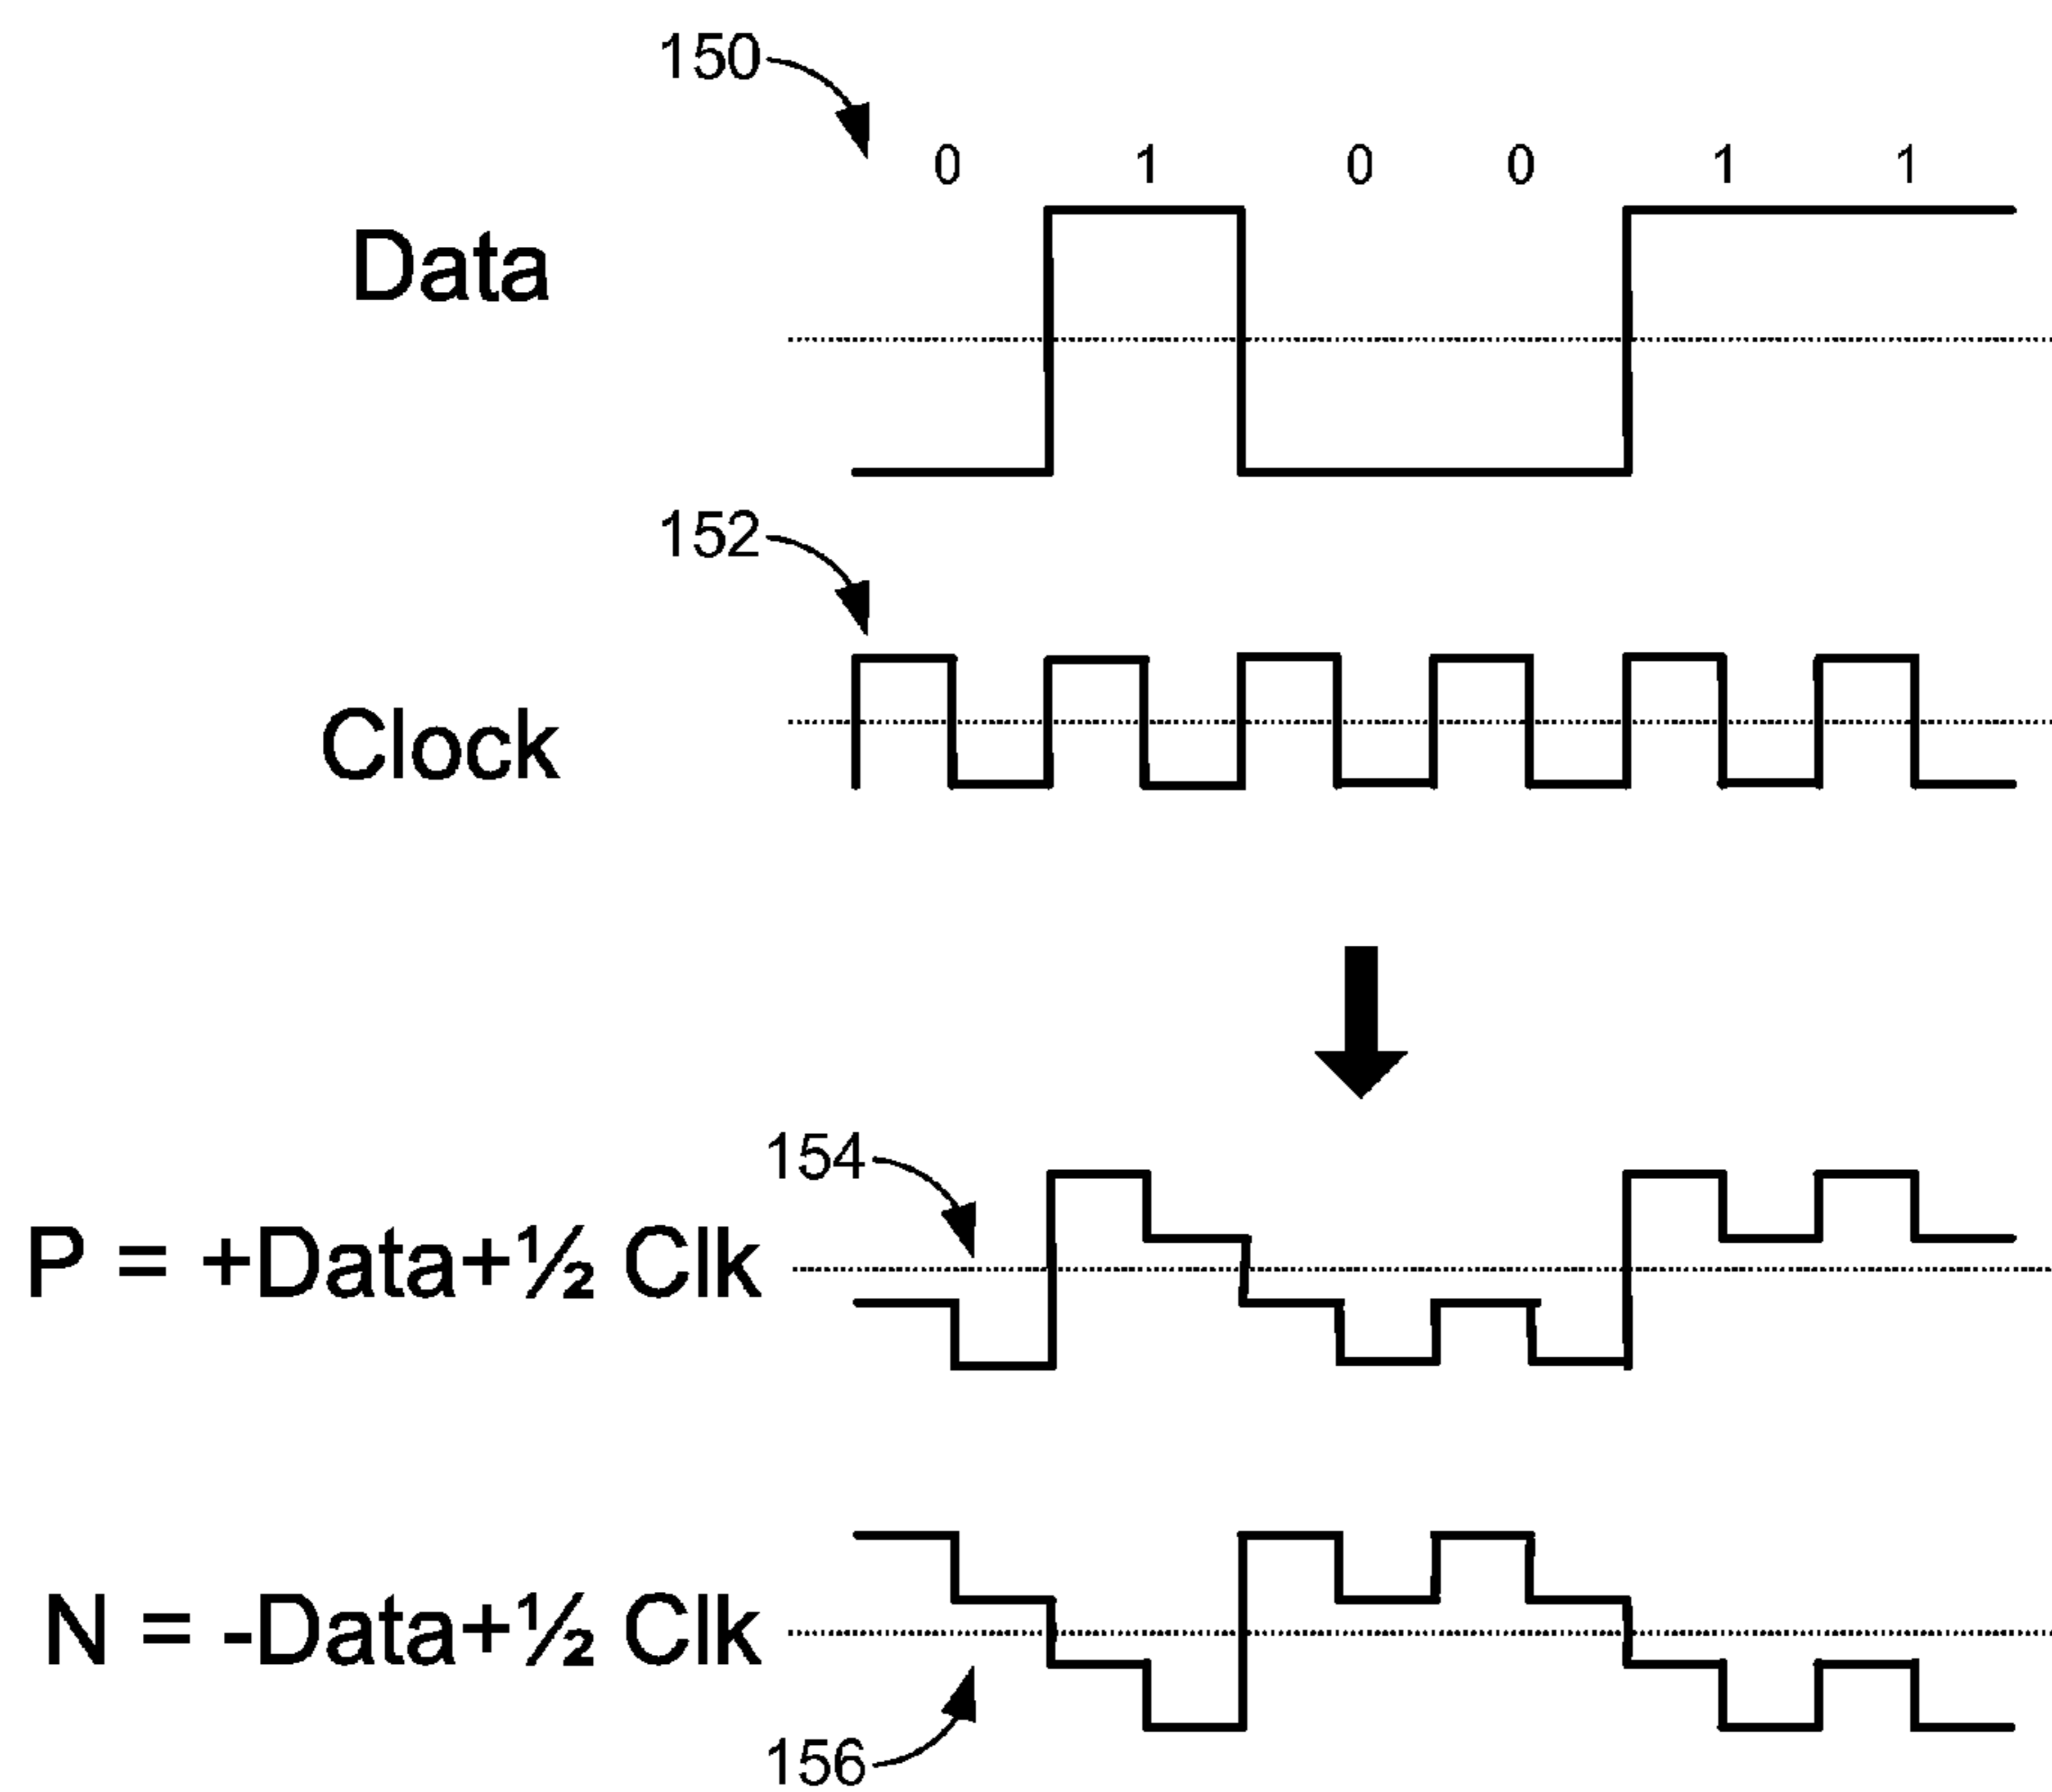 150
0 1 0 0 1 1
Data
152
Clock
154
P = +Data+½ Clk
N = -Data+½ Clk
156